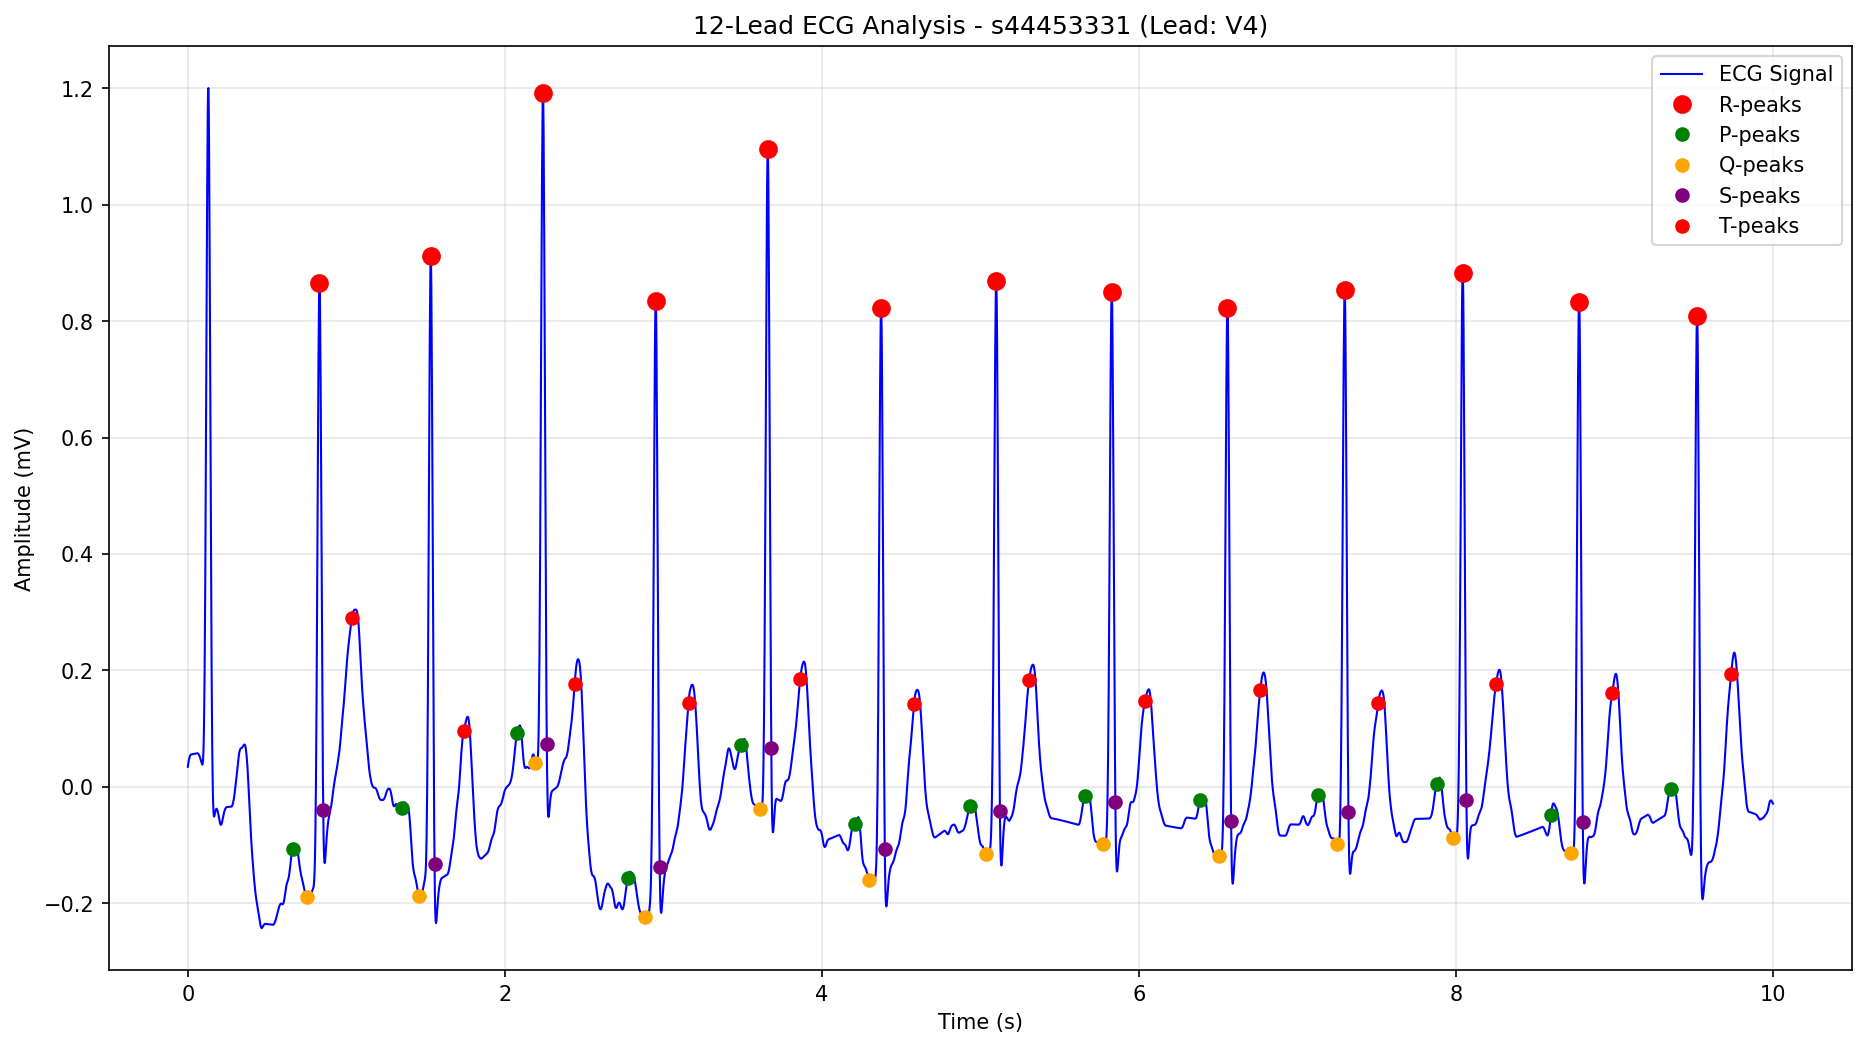 12-Lead ECG Analysis - s44453331 (Lead: V4)
ECG Signal
R-peaks
P-peaks
Q-peaks
S-peaks
T-peaks
Amplitude (mV)
1.2
1.0
0.8
0.6
0.4
0.2
0.0
−0.2
0 2 4 6 8 10
Time (s)